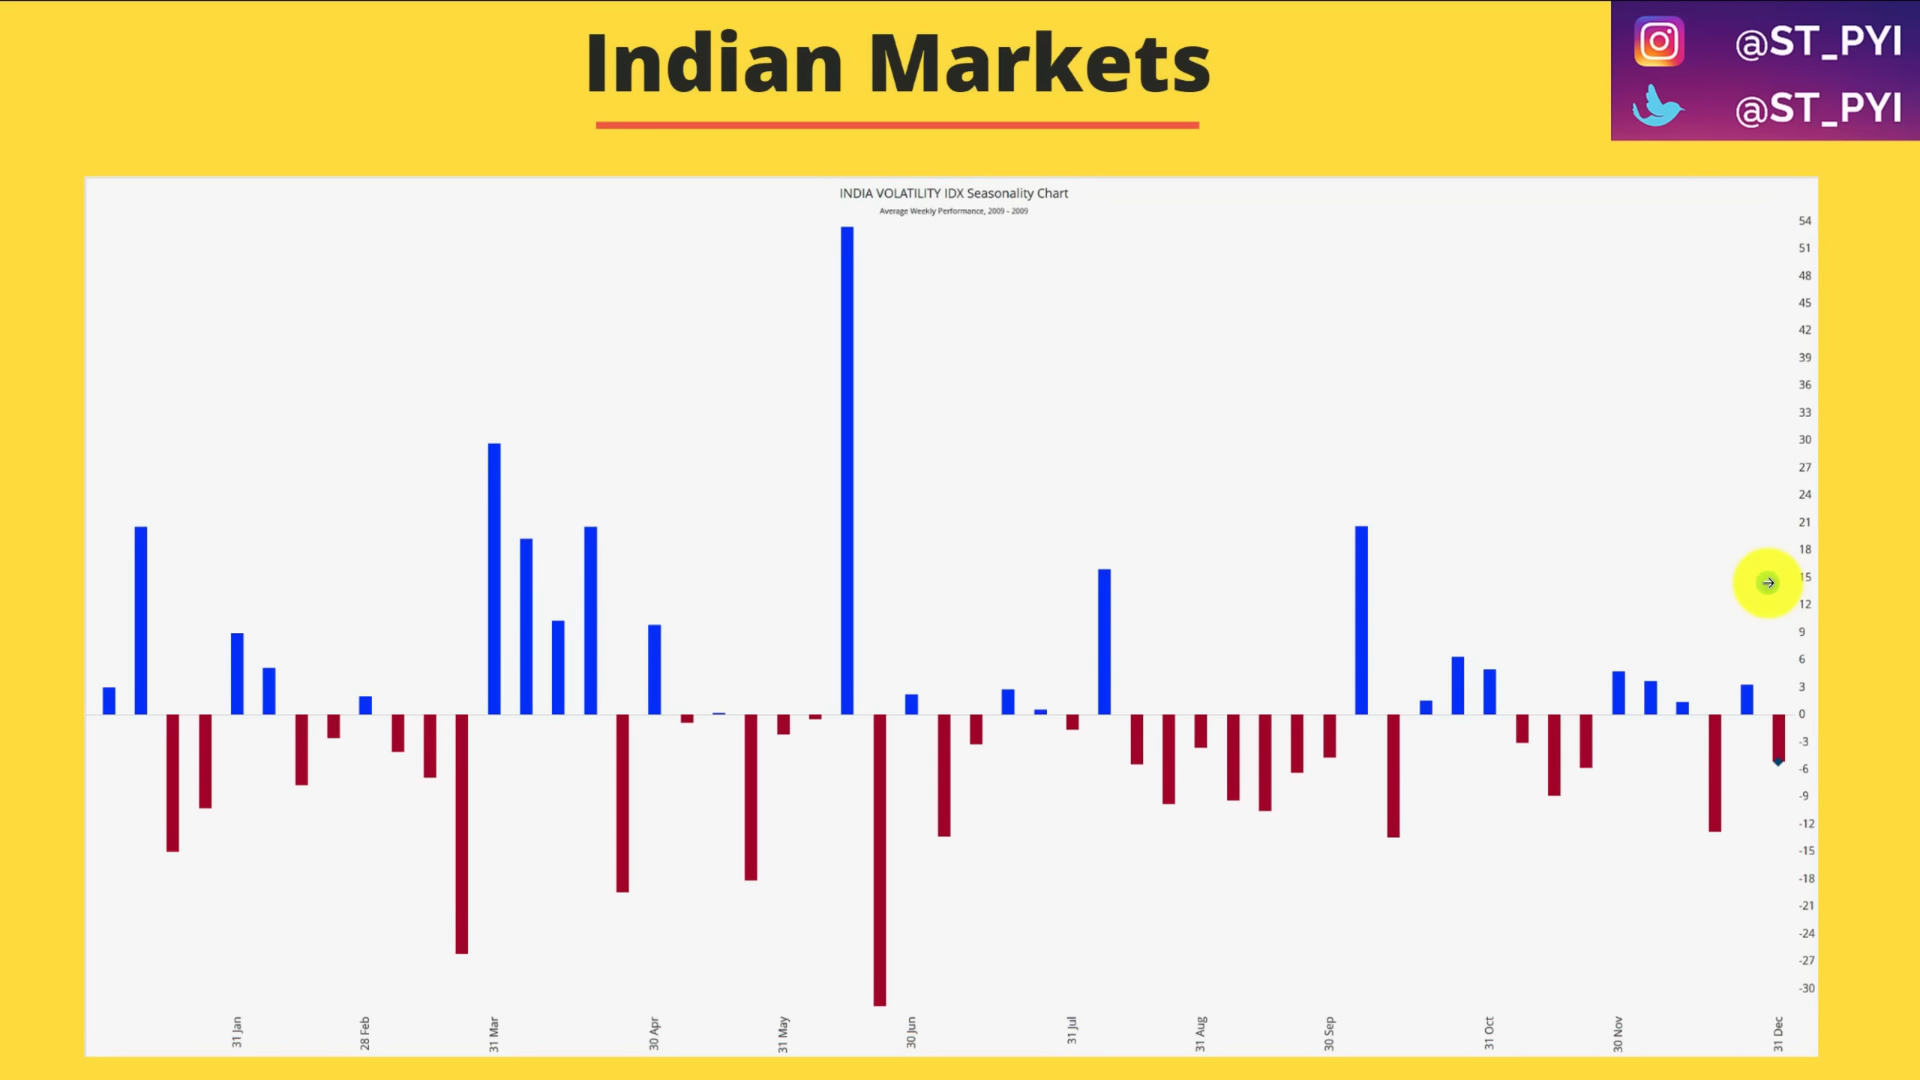 Indian Markets
@ST_PYI
@ST_PYI
INDIA VOLATILITY IDX Seasonality Chart
Average Weekly Performance, 2009 - 2009
54
51
48
45
42
39
36
33
30
27
24
21
18
15
12
9
6
3
0
-3
-6
-9
-12
-15
-18
-21
-24
-27
-30
31 Jan
28 Feb
31 Mar
30 Apr
31 May
30 Jun
31 Jul
31 Aug
30 Sep
31 Oct
30 Nov
31 Dec